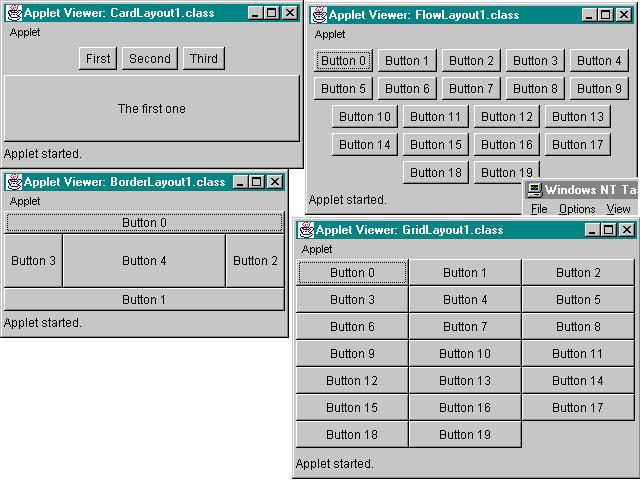 Applet Viewer: CardLayout1.class
Applet
First Second Third
The first one
Applet started.
Applet Viewer: FlowLayout1.class
Applet
Button 0 Button 1 Button 2 Button 3 Button 4
Button 5 Button 6 Button 7 Button 8 Button 9
Button 10 Button 11 Button 12 Button 13
Button 14 Button 15 Button 16 Button 17
Button 18 Button 19
Applet started.
Windows NT Ta
File Options View
Applet Viewer: BorderLayout1.class
Applet
Button 0
Button 3 Button 4 Button 2
Button 1
Applet started.
Applet Viewer: GridLayout1.class
Applet
Button 0 Button 1 Button 2
Button 3 Button 4 Button 5
Button 6 Button 7 Button 8
Button 9 Button 10 Button 11
Button 12 Button 13 Button 14
Button 15 Button 16 Button 17
Button 18 Button 19
Applet started.